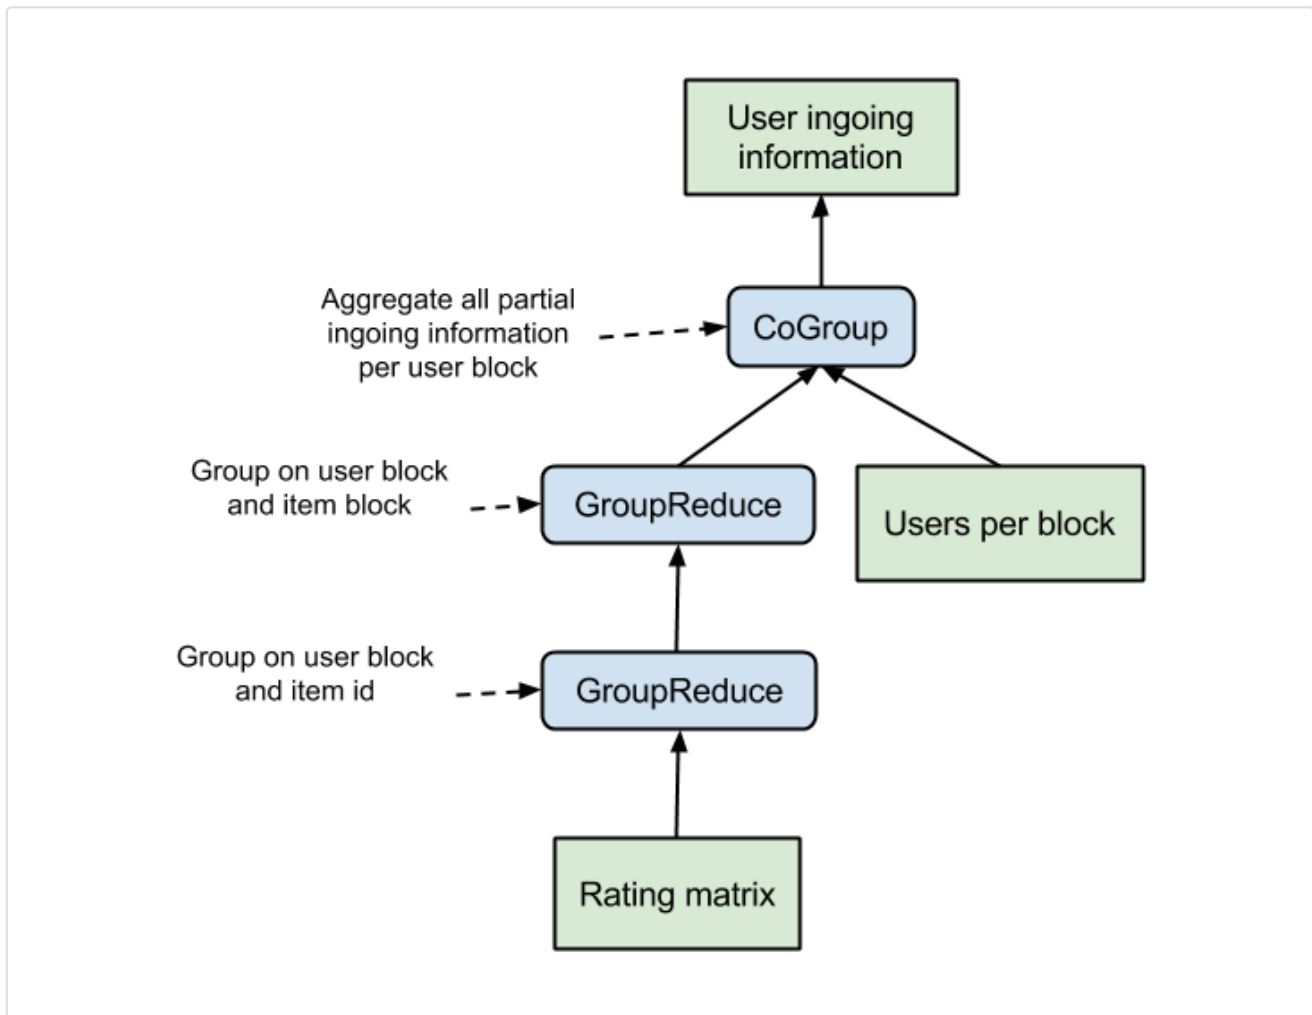 User ingoing
information
Aggregate all partial
ingoing information
per user block
CoGroup
Group on user block
and item block
GroupReduce
Users per block
Group on user block
and item id
GroupReduce
Rating matrix